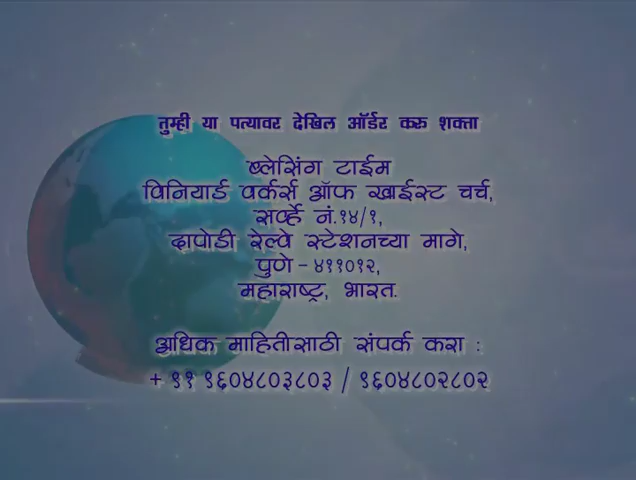 तुम्ही या पत्यावर देखिल ऑर्डर करु शक्ता
ब्लेसिंग टाईम
विनियार्ड वर्कर्स ऑफ ख्राईस्ट चर्च,
सर्व्हे नं.१४/१,
दापोडी रेल्वे स्टेशनच्या मागे,
पुणे - ४११०१२,
महाराष्ट्र, भारत.
अधिक माहितीसाठी संपर्क करा :
+ ९१ ९६०४८०३८०३ / ९६०४८०२८०२